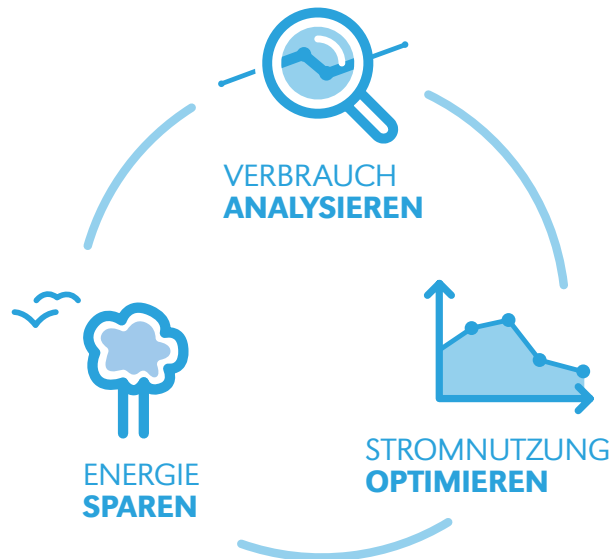 VERBRAUCH
ANALYSIEREN
STROMNUTZUNG
OPTIMIEREN
ENERGIE
SPAREN